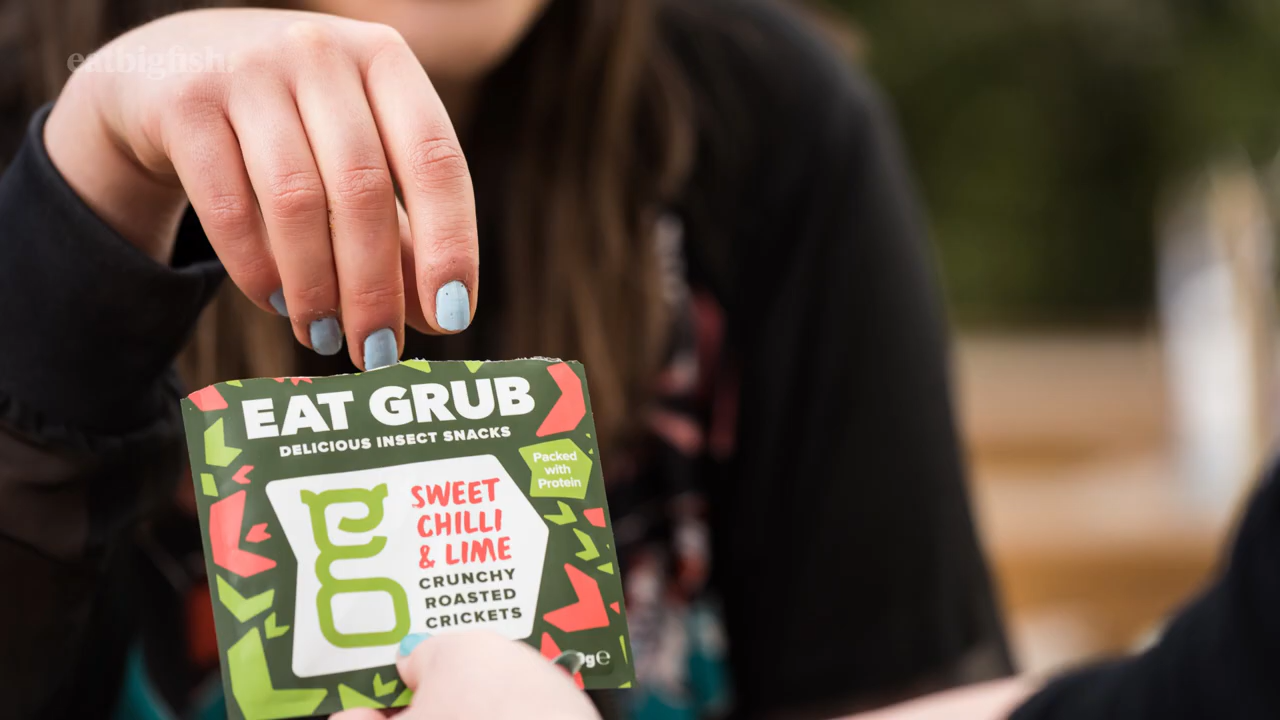 eatbigfish:
EAT GRUB
DELICIOUS INSECT SNACKS
Packed
with
Protein
SWEET
CHILLI
& LIME
CRUNCHY
ROASTED
CRICKETS